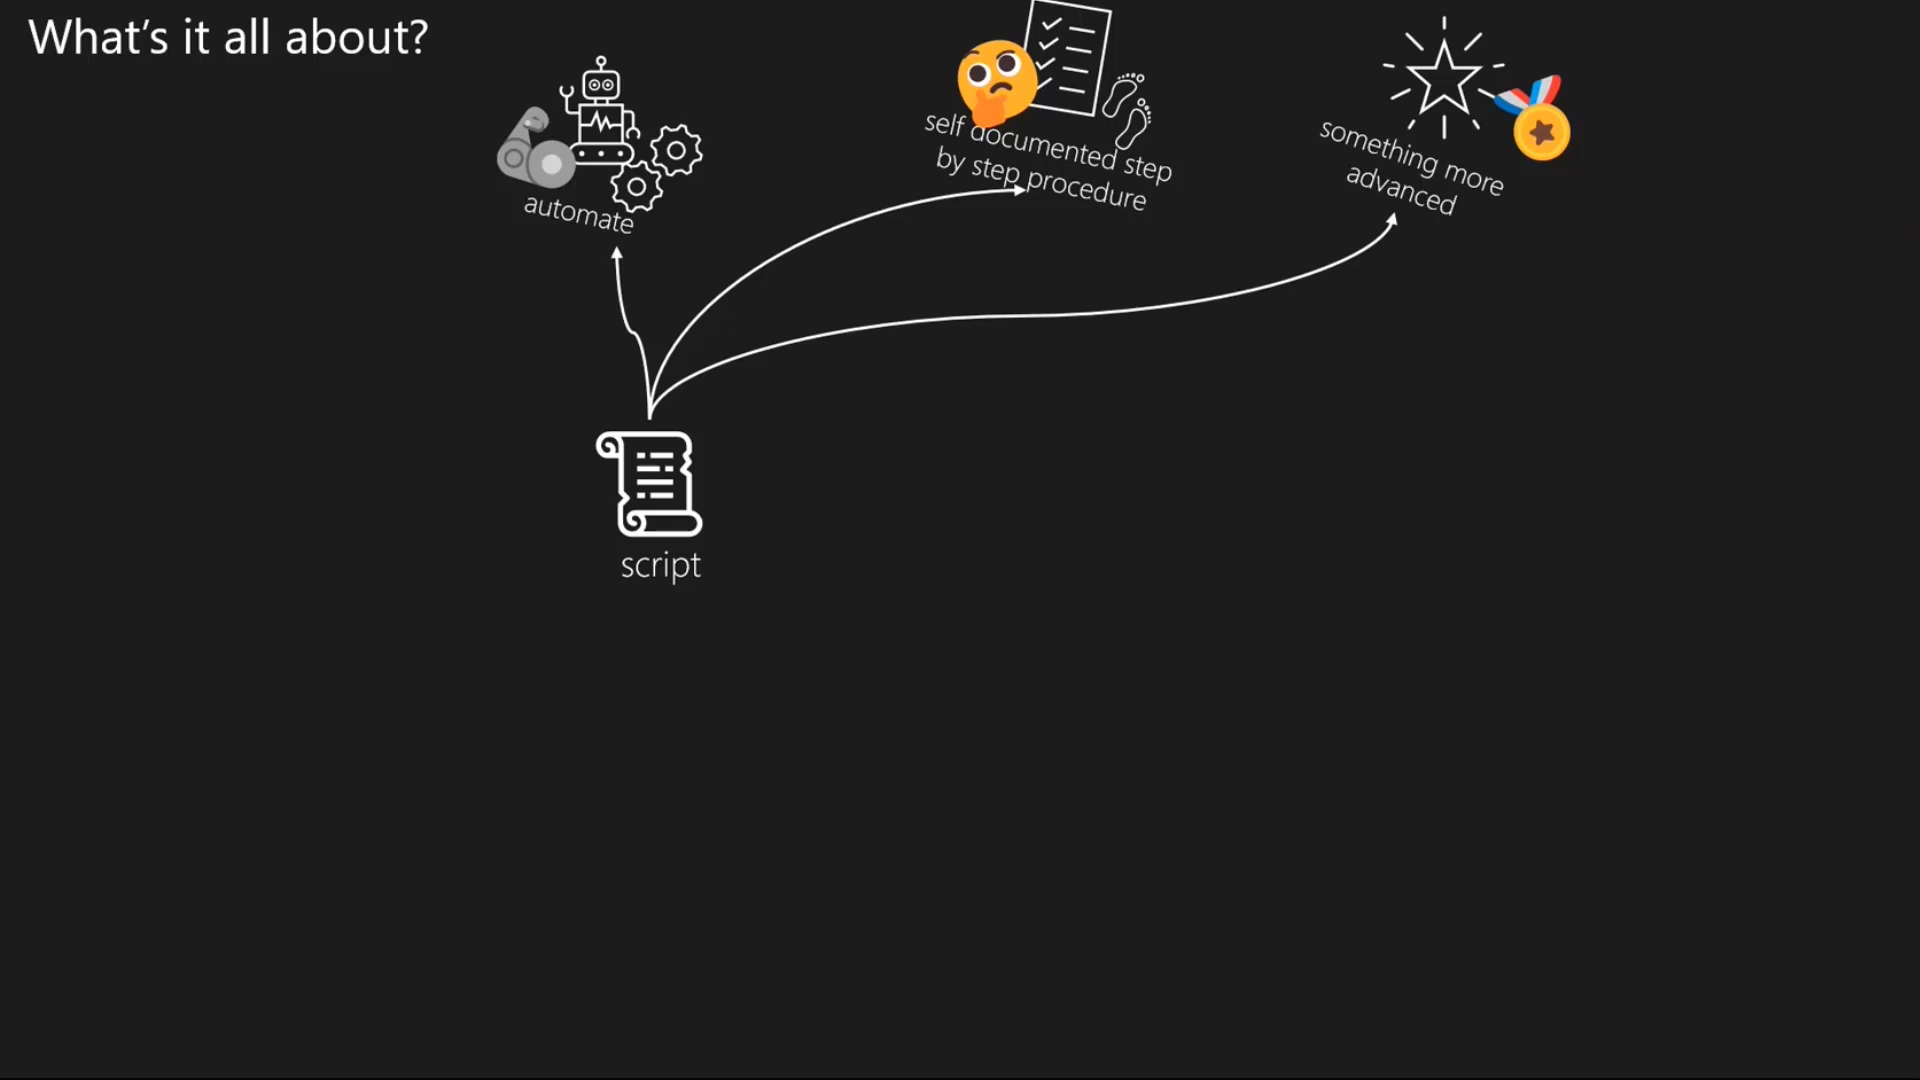 What's it all about?
automate
self documented step
by step procedure
something more
advanced
script